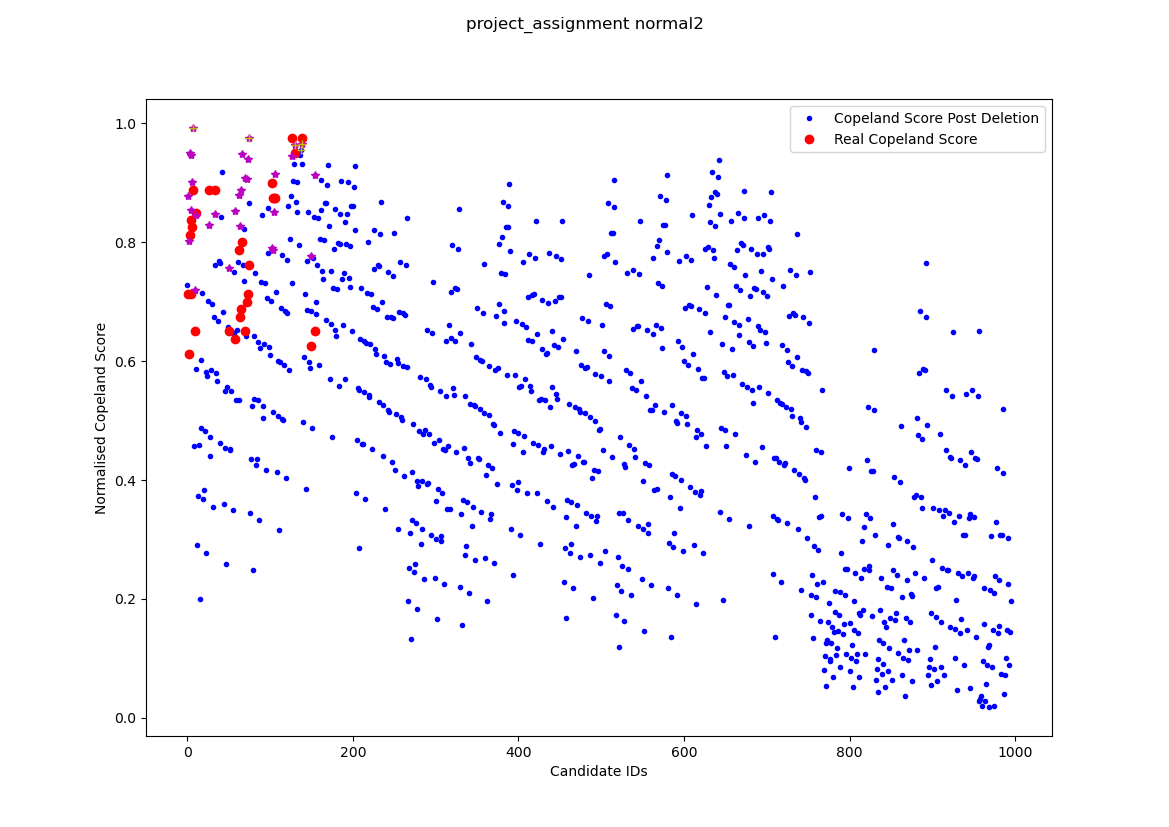 project_assignment normal2
Copeland Score Post Deletion
Real Copeland Score
Normalised Copeland Score
1.0
0.8
0.6
0.4
0.2
0.0
0 200 400 600 800 1000
Candidate IDs